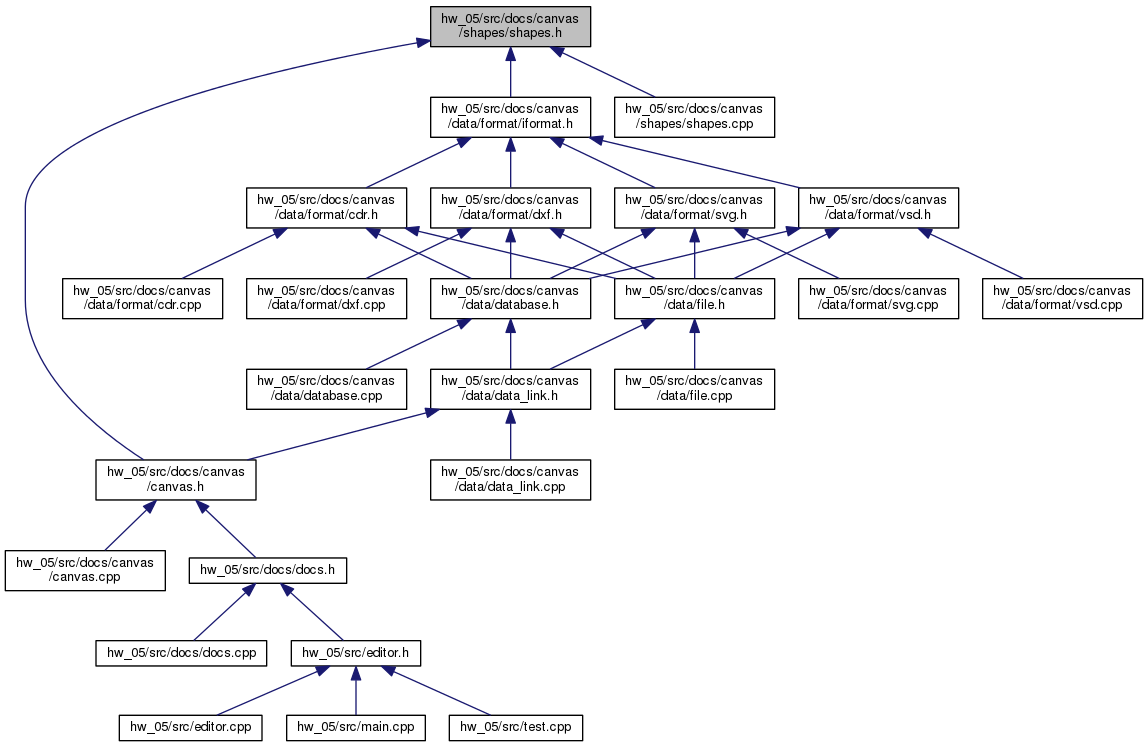 hw_05/src/docs/canvas
/shapes/shapes.h
hw_05/src/docs/canvas
/data/format/iformat.h
hw_05/src/docs/canvas
/shapes/shapes.cpp
hw_05/src/docs/canvas
/data/format/cdr.h
hw_05/src/docs/canvas
/data/format/dxf.h
hw_05/src/docs/canvas
/data/format/svg.h
hw_05/src/docs/canvas
/data/format/vsd.h
hw_05/src/docs/canvas
/data/format/cdr.cpp
hw_05/src/docs/canvas
/data/format/dxf.cpp
hw_05/src/docs/canvas
/data/database.h
hw_05/src/docs/canvas
/data/file.h
hw_05/src/docs/canvas
/data/format/svg.cpp
hw_05/src/docs/canvas
/data/format/vsd.cpp
hw_05/src/docs/canvas
/data/database.cpp
hw_05/src/docs/canvas
/data/data_link.h
hw_05/src/docs/canvas
/data/file.cpp
hw_05/src/docs/canvas
/canvas.h
hw_05/src/docs/canvas
/data/data_link.cpp
hw_05/src/docs/canvas
/canvas.cpp
hw_05/src/docs/docs.h
hw_05/src/docs/docs.cpp
hw_05/src/editor.h
hw_05/src/editor.cpp
hw_05/src/main.cpp
hw_05/src/test.cpp